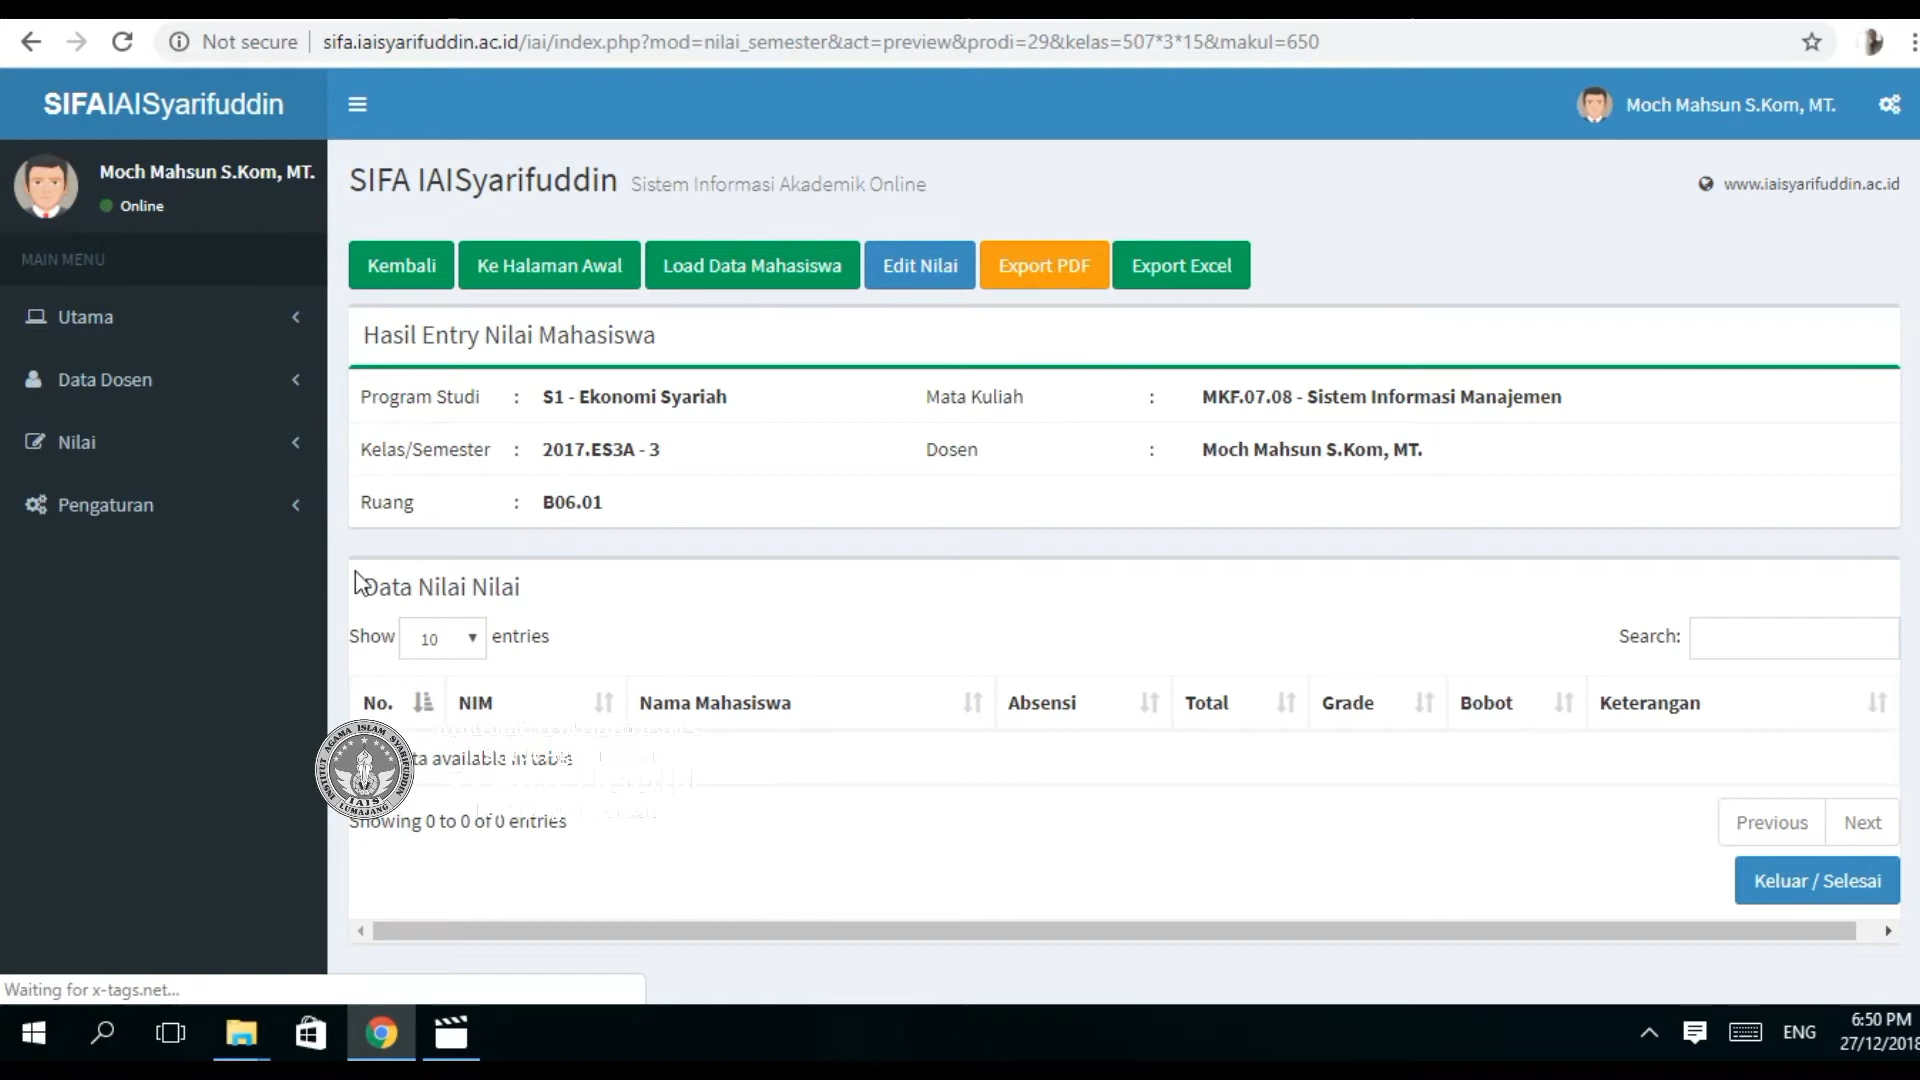 Not secure sifa.iaisyarifuddin.ac.id/iai/index.php?mod=nilai_semester&act=preview&prodi=29&kelas=507*3*15&makul=650
SIFAIAISyarifuddin
Moch Mahsun S.Kom, MT.
Moch Mahsun S.Kom, MT.
Online
SIFA IAISyarifuddin Sistem Informasi Akademik Online
www.iaisyarifuddin.ac.id
MAIN MENU
Utama
Data Dosen
Nilai
Pengaturan
Kembali Ke Halaman Awal Load Data Mahasiswa Edit Nilai Export PDF Export Excel
Hasil Entry Nilai Mahasiswa
Program Studi : S1 - Ekonomi Syariah Mata Kuliah : MKF.07.08 - Sistem Informasi Manajemen
Kelas/Semester : 2017.ES3A - 3 Dosen : Moch Mahsun S.Kom, MT.
Ruang : B06.01
Data Nilai Nilai
Show 10 entries Search:
No. NIM Nama Mahasiswa Absensi Total Grade Bobot Keterangan
available in table
INSTITUT AGAMA ISLAM SYARIFUDDIN
IAIS
LUMAJANG
Showing 0 to 0 of 0 entries
Previous Next
Keluar / Selesai
Waiting for x-tags.net...
ENG
6:50 PM
27/12/2018